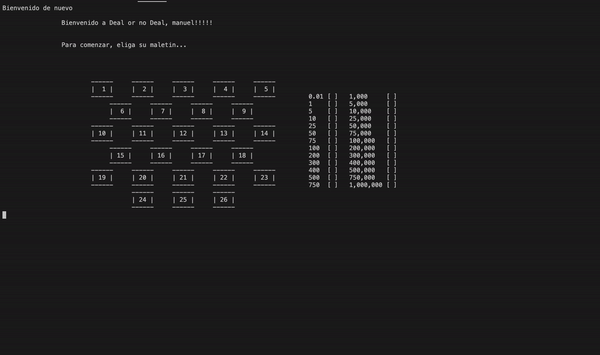 Bienvenido de nuevo
Bienvenido a Deal or no Deal, manuel!!!!!
Para comenzar, eliga su maletin...
| 1 | | 2 | | 3 | | 4 | | 5 |
| 6 | | 7 | | 8 | | 9 |
| 10 | | 11 | | 12 | | 13 | | 14 |
| 15 | | 16 | | 17 | | 18 |
| 19 | | 20 | | 21 | | 22 | | 23 |
| 24 | | 25 | | 26 |
0.01 [ ] 1,000 [ ]
1 [ ] 5,000 [ ]
5 [ ] 10,000 [ ]
10 [ ] 25,000 [ ]
25 [ ] 50,000 [ ]
50 [ ] 75,000 [ ]
75 [ ] 100,000 [ ]
100 [ ] 200,000 [ ]
200 [ ] 300,000 [ ]
300 [ ] 400,000 [ ]
400 [ ] 500,000 [ ]
500 [ ] 750,000 [ ]
750 [ ] 1,000,000 [ ]